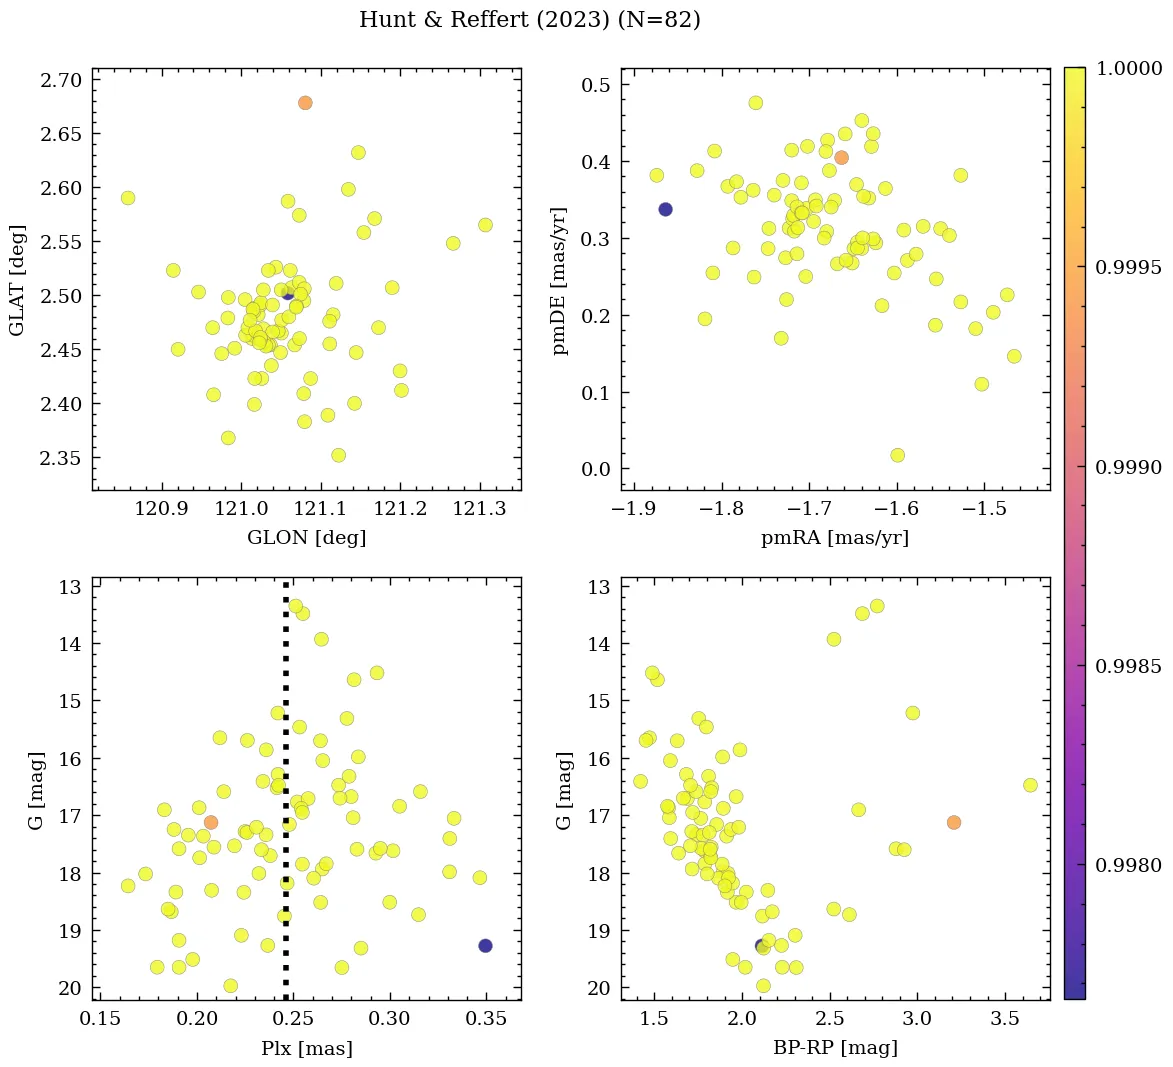 Hunt & Reffert (2023) (N=82)
2.70
2.65
2.60
2.55
2.50
2.45
2.40
2.35
GLAT [deg]
120.9 121.0 121.1 121.2 121.3
GLON [deg]
0.5
0.4
0.3
0.2
0.1
0.0
pmDE [mas/yr]
−1.9 −1.8 −1.7 −1.6 −1.5
pmRA [mas/yr]
13
14
15
16
17
18
19
20
G [mag]
0.15 0.20 0.25 0.30 0.35
Plx [mas]
13
14
15
16
17
18
19
20
G [mag]
1.5 2.0 2.5 3.0 3.5
BP-RP [mag]
1.0000
0.9995
0.9990
0.9985
0.9980